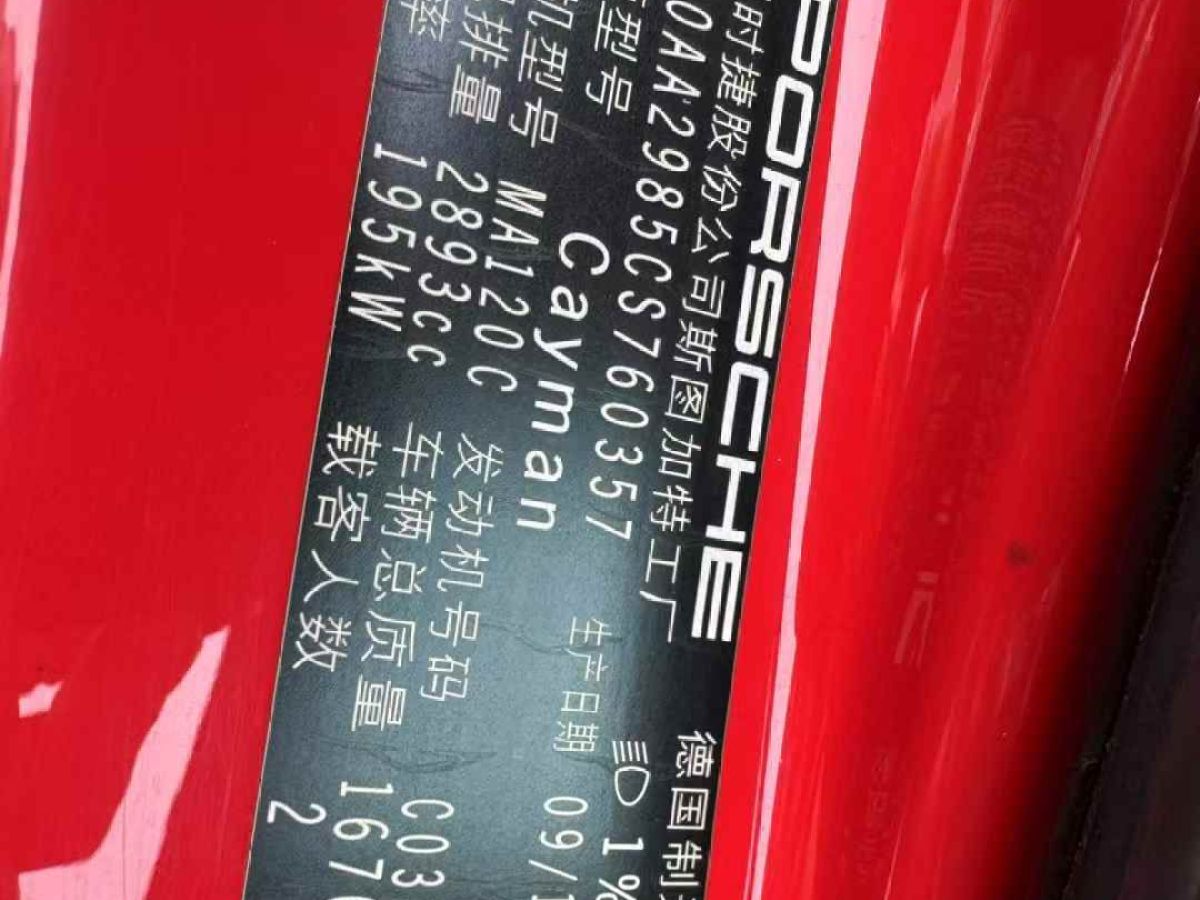 PORSCHE
时捷股份公司斯图加特工厂 德国制
0AA2985CS760357 1%
型号 Cayman 生产日期 09/1
机型号 MA120C 发动机号码 C03
排量 2893cc 车辆总质量 167
195kW 载客人数 2